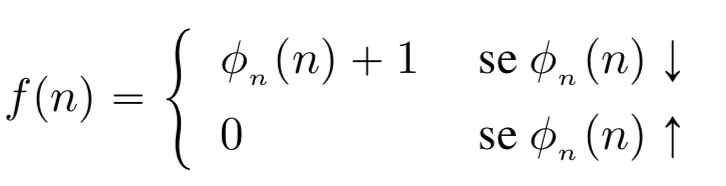 f(n) = { ϕₙ(n) + 1 se ϕₙ(n) ↓
0 se ϕₙ(n) ↑